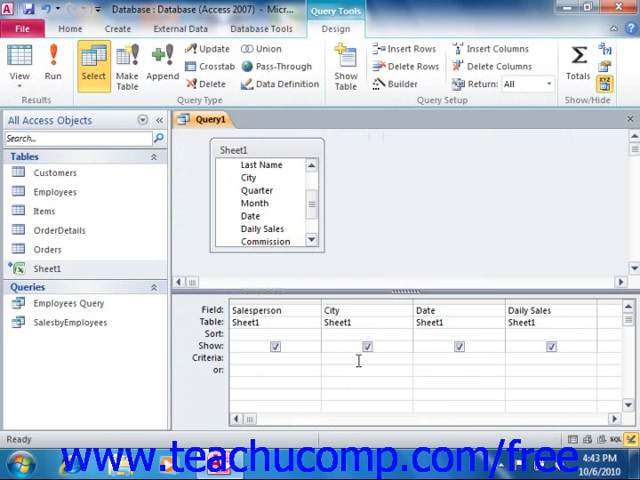 Database : Database (Access 2007) - Micr...
Query Tools
File
Home
Create
External Data
Database Tools
Design
View
Run
Select
Make Table
Append
Update
Crosstab
Delete
Union
Pass-Through
Data Definition
Show Table
Insert Rows
Delete Rows
Builder
Insert Columns
Delete Columns
Return: All
Totals
XYZ
Results
Query Type
Query Setup
Show/Hide
All Access Objects
Search...
Tables
Customers
Employees
Items
OrderDetails
Orders
Sheet1
Queries
Employees Query
SalesbyEmployees
Query1
Sheet1
Last Name
City
Quarter
Month
Date
Daily Sales
Commission
Field: Salesperson City Date Daily Sales
Table: Sheet1 Sheet1 Sheet1 Sheet1
Sort:
Show:
Criteria:
or:
Ready
SQL
www.teachucomp.com/free
4:43 PM
10/6/2010